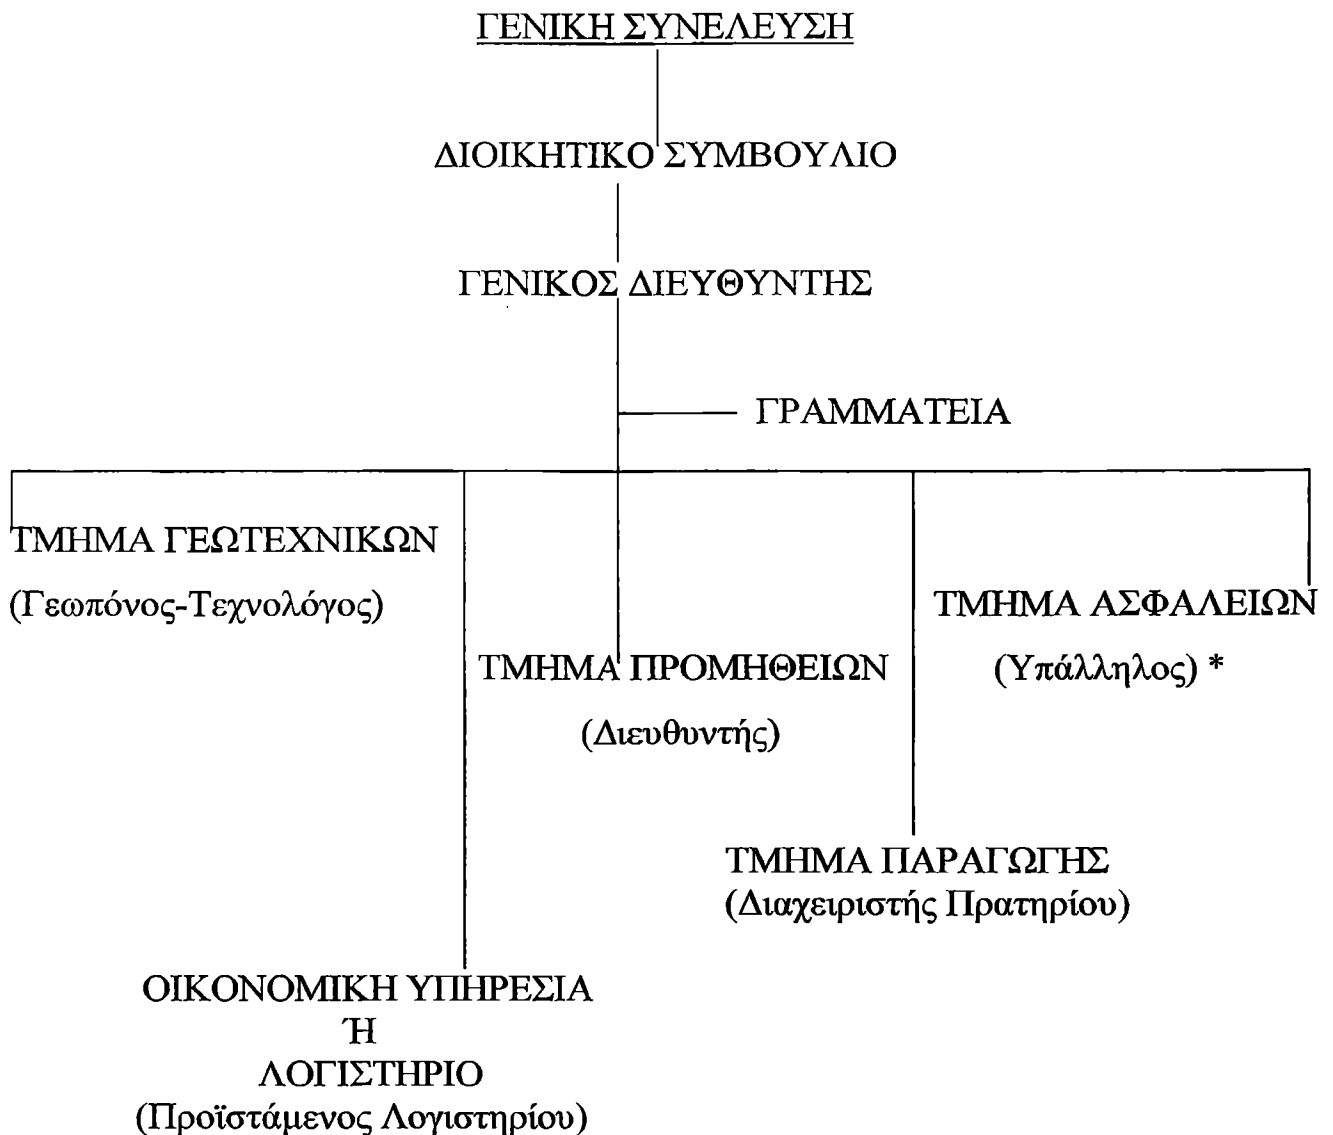 ΓΕΝΙΚΗ ΣΥΝΕΛΕΥΣΗ
ΔΙΟΙΚΗΤΙΚΟ ΣΥΜΒΟΥΛΙΟ
ΓΕΝΙΚΟΣ ΔΙΕΥΘΥΝΤΗΣ
ΓΡΑΜΜΑΤΕΙΑ
ΤΜΗΜΑ ΓΕΩΤΕΧΝΙΚΩΝ
(Γεωπόνος-Τεχνολόγος)
ΤΜΗΜΑ ΑΣΦΑΛΕΙΩΝ
(Υπάλληλος) *
ΤΜΗΜΑ ΠΡΟΜΗΘΕΙΩΝ
(Διευθυντής)
ΤΜΗΜΑ ΠΑΡΑΓΩΓΗΣ
(Διαχειριστής Πρατηρίου)
ΟΙΚΟΝΟΜΙΚΗ ΥΠΗΡΕΣΙΑ
Ή
ΛΟΓΙΣΤΗΡΙΟ
(Προϊστάμενος Λογιστηρίου)